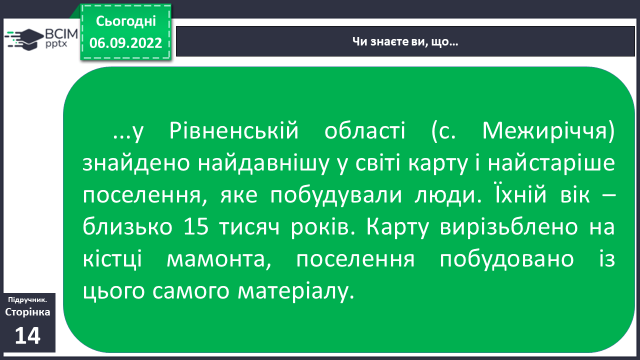 Сьогодні
06.09.2022
BCIM
pptx
Чи знаєте ви, що…
...у Рівненській області (с. Межиріччя)
знайдено найдавнішу у світі карту і найстаріше
поселення, яке побудували люди. Їхній вік –
близько 15 тисяч років. Карту вирізьблено на
кістці мамонта, поселення побудовано із
цього самого матеріалу.
Підручник.
Сторінка
14